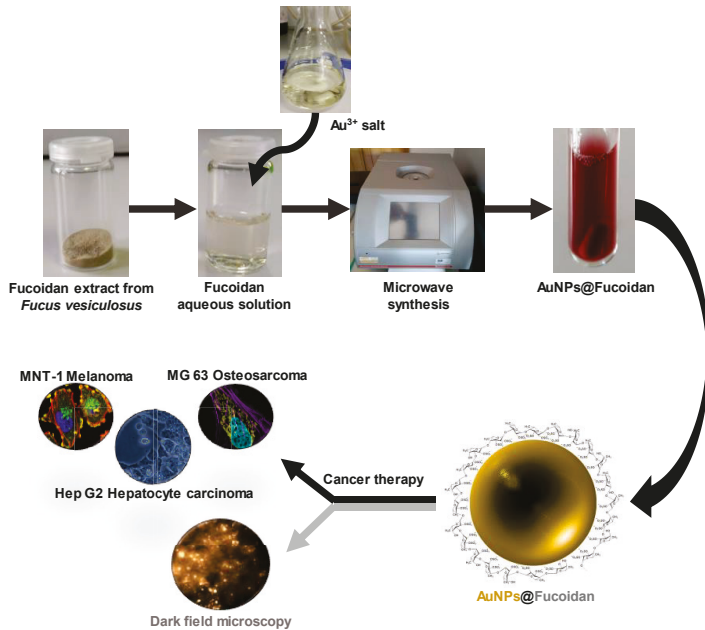 Au³⁺ salt
Fucoidan extract from
Fucus vesiculosus
Fucoidan
aqueous solution
Microwave
synthesis
AuNPs@Fucoidan
MNT-1 Melanoma
MG 63 Osteosarcoma
Hep G2 Hepatocyte carcinoma
Cancer therapy
Dark field microscopy
AuNPs@Fucoidan